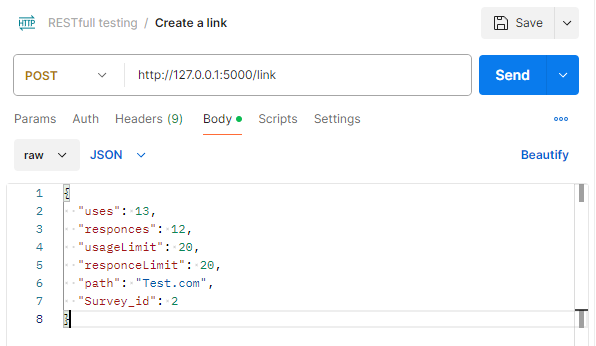 HTTP RESTfull testing / Create a link Save
POST http://127.0.0.1:5000/link Send
Params Auth Headers (9) Body Scripts Settings
raw JSON Beautify
1 {
2 "uses": 13,
3 "responces": 12,
4 "usageLimit": 20,
5 "responceLimit": 20,
6 "path": "Test.com",
7 "Survey_id": 2
8 }